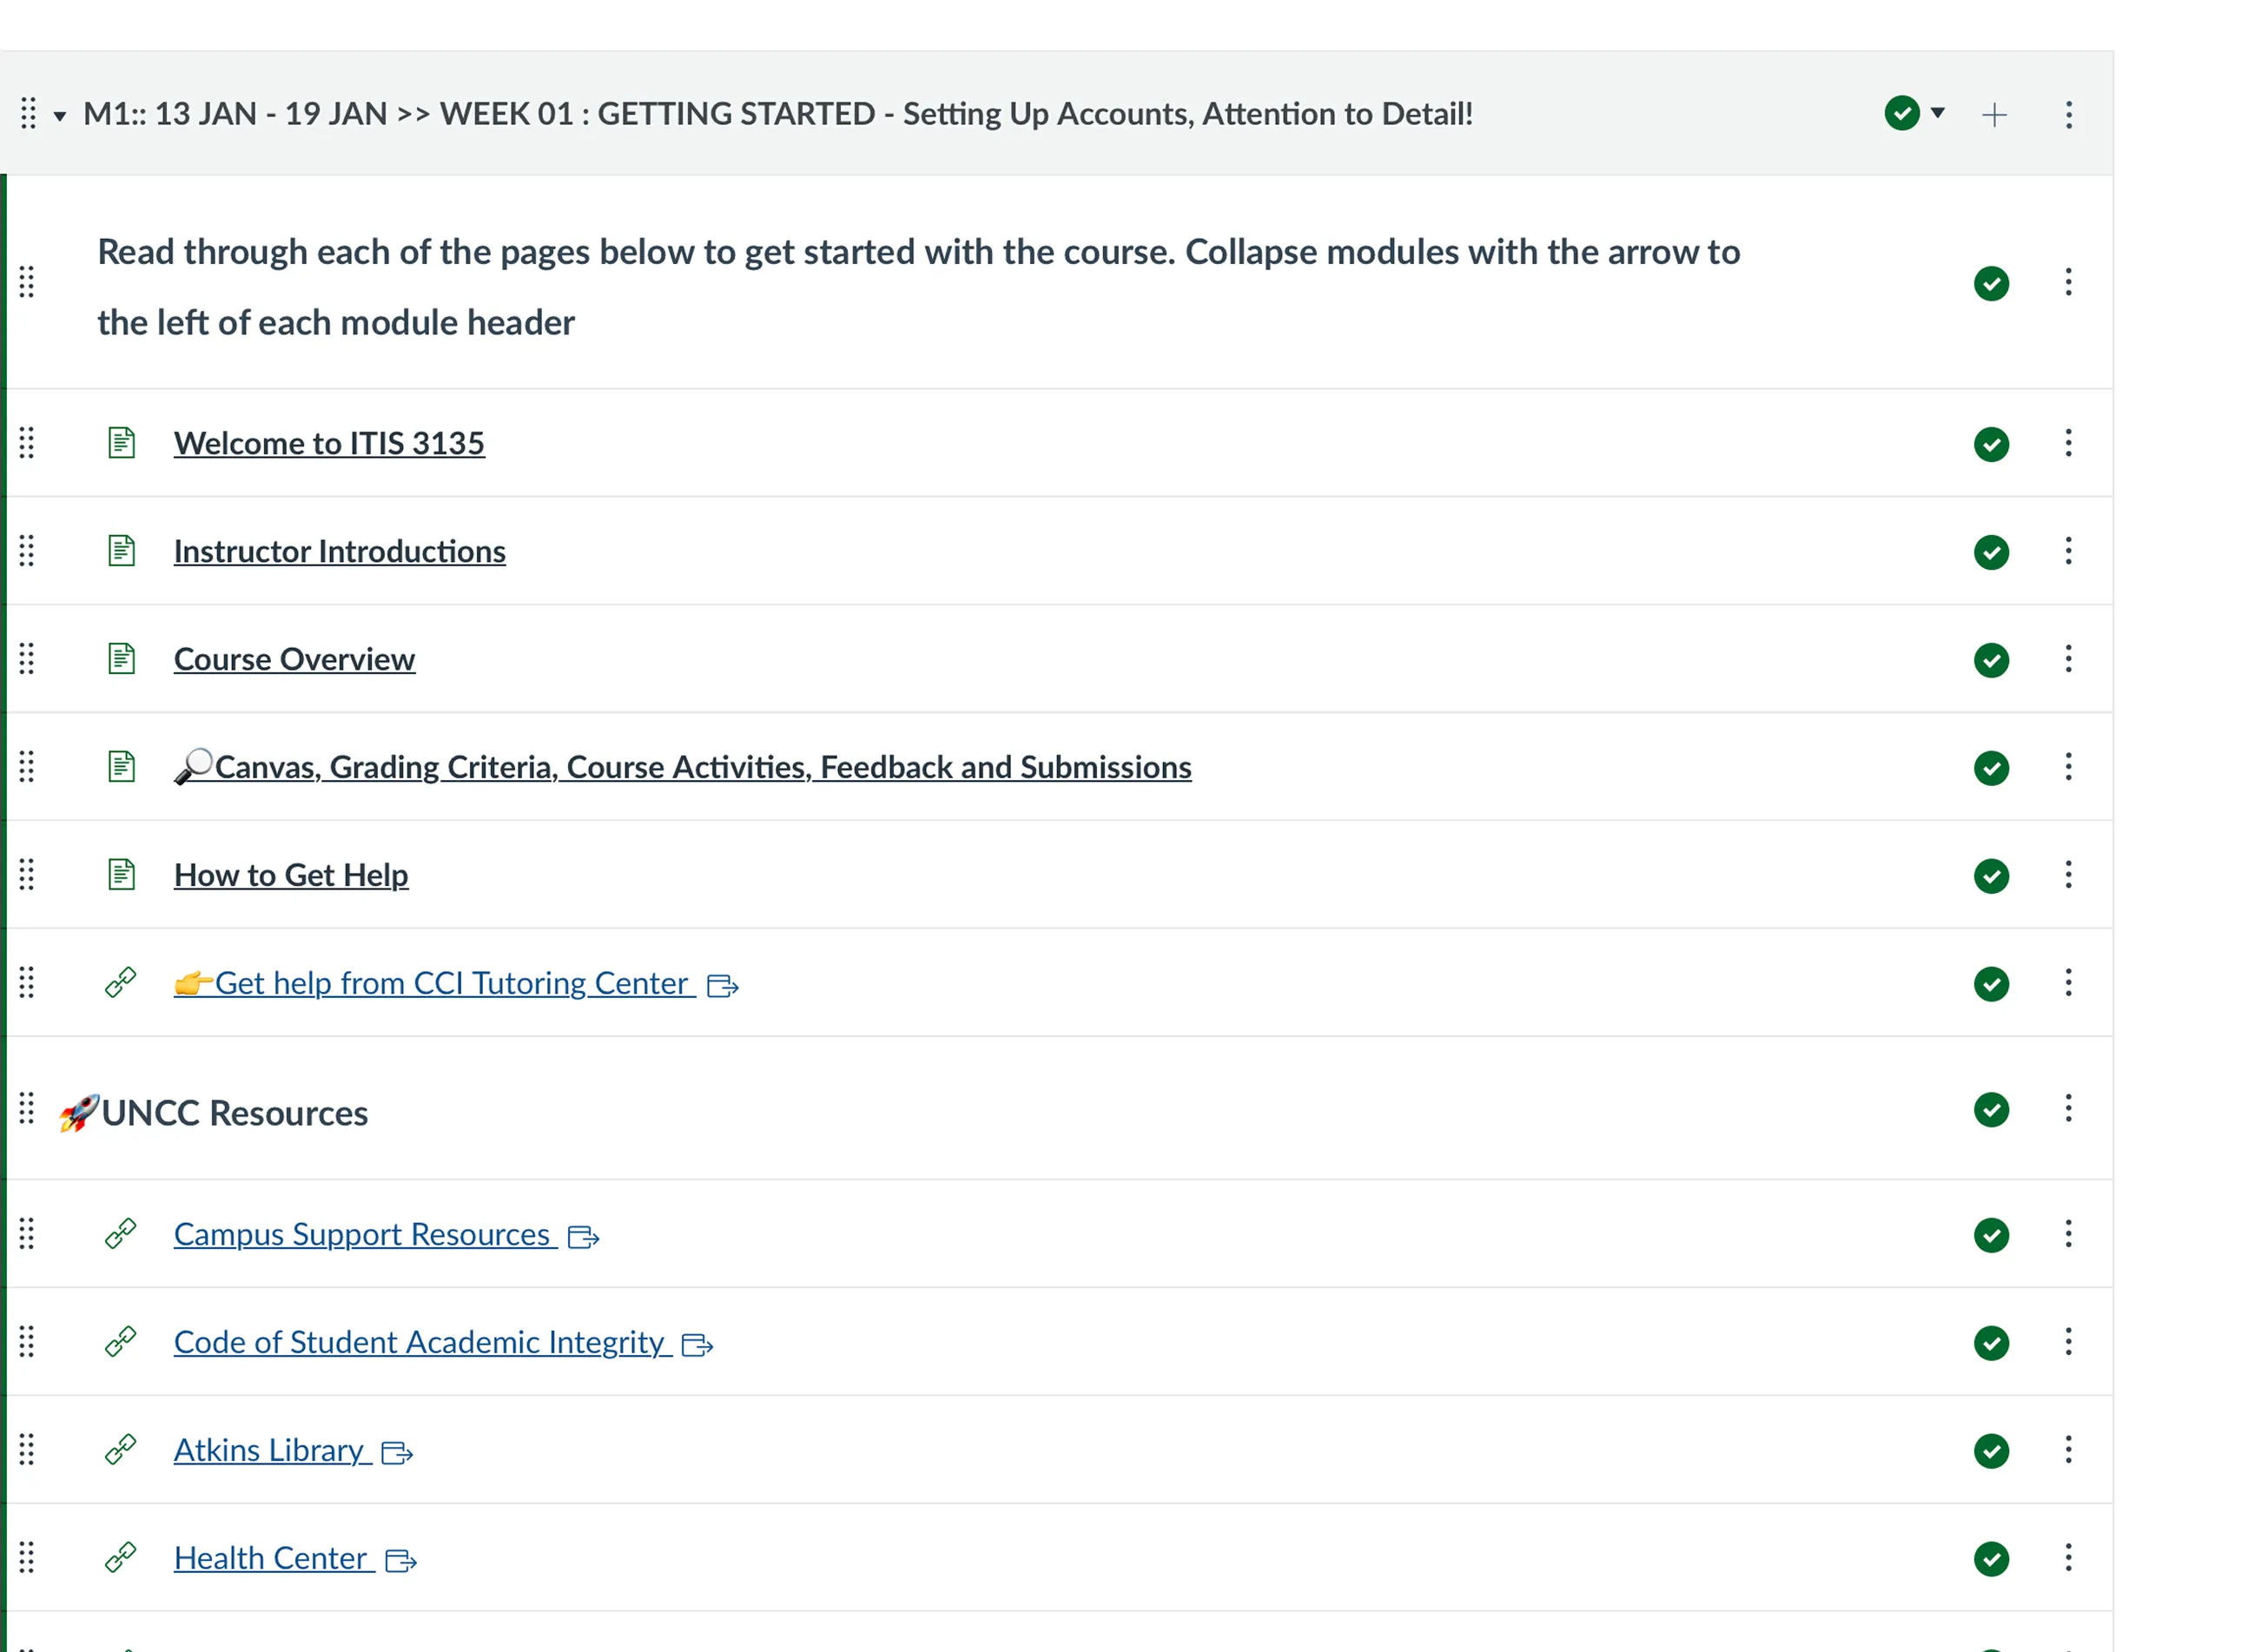 M1:: 13 JAN - 19 JAN >> WEEK 01 : GETTING STARTED - Setting Up Accounts, Attention to Detail!
Read through each of the pages below to get started with the course. Collapse modules with the arrow to
the left of each module header
Welcome to ITIS 3135
Instructor Introductions
Course Overview
🔎Canvas, Grading Criteria, Course Activities, Feedback and Submissions
How to Get Help
👉Get help from CCI Tutoring Center
🚀UNCC Resources
Campus Support Resources
Code of Student Academic Integrity
Atkins Library
Health Center